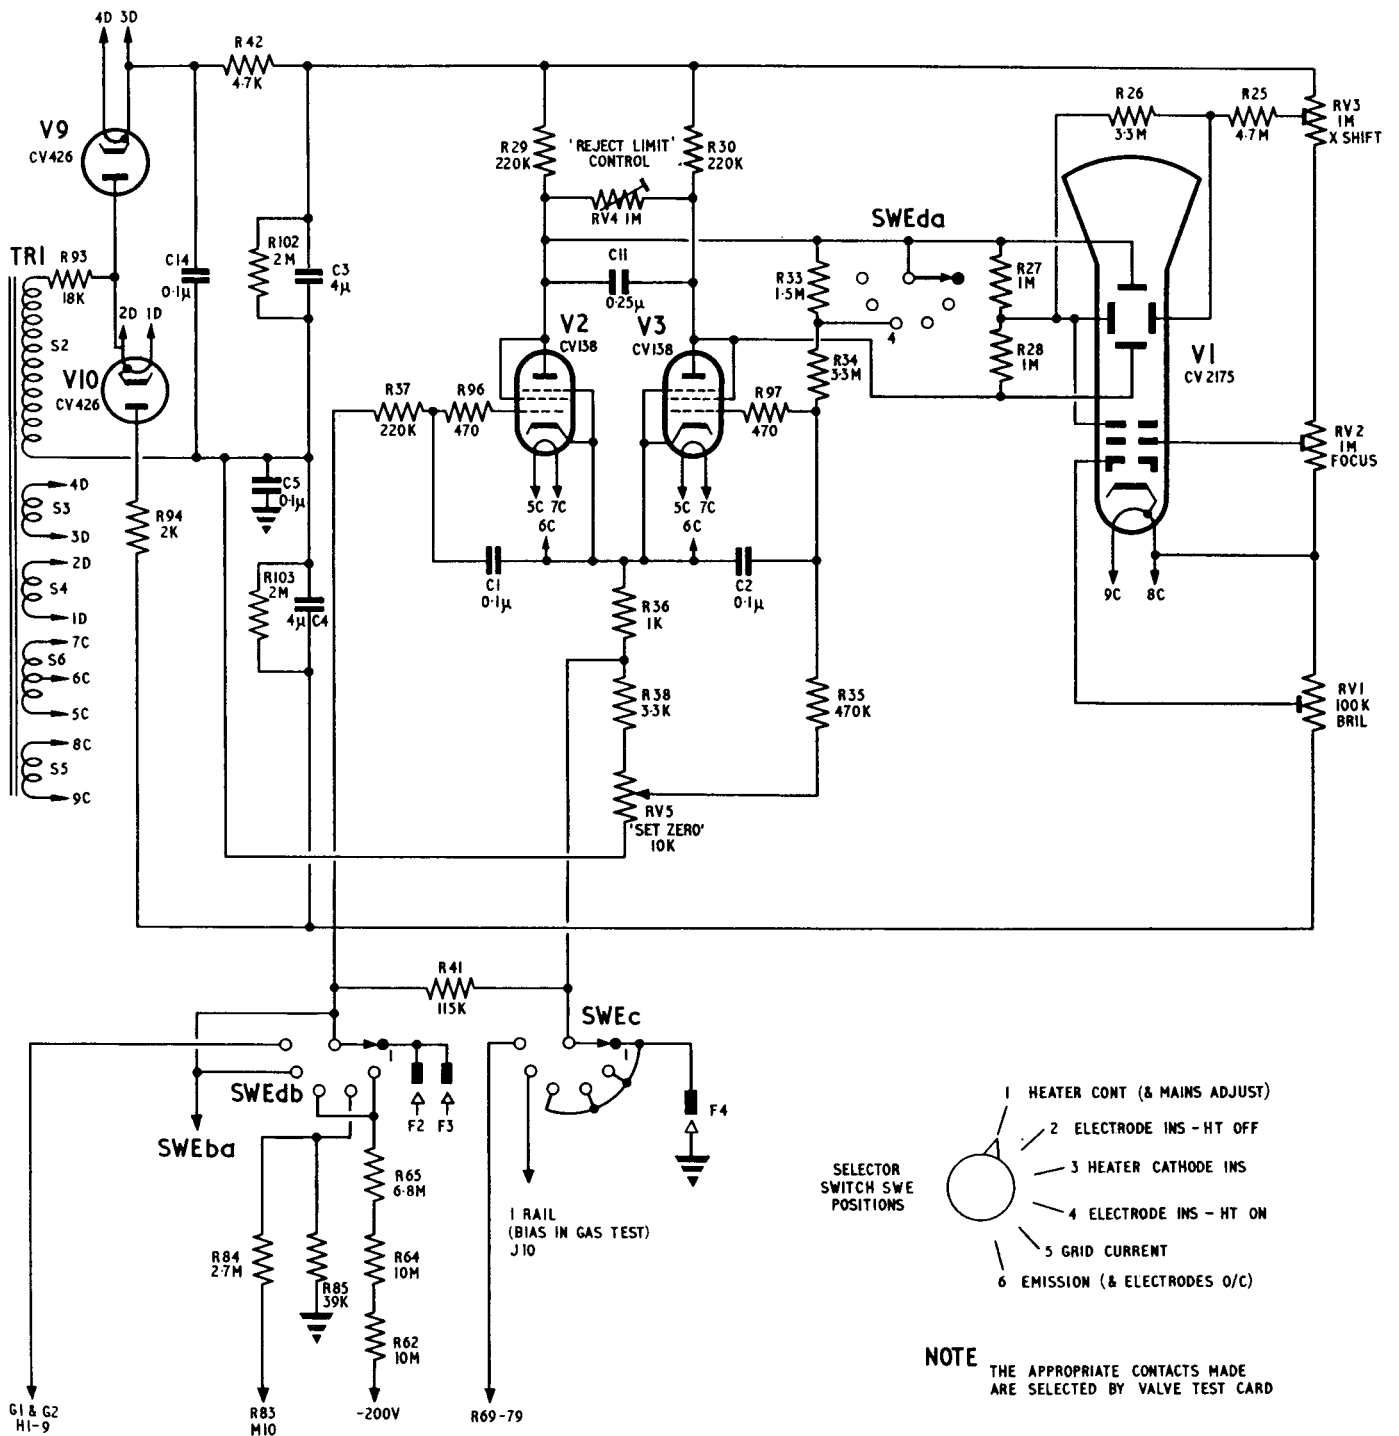 4D 3D
R42
4·7K
V9
CV426
R29
220K
'REJECT LIMIT'
CONTROL
R30
220K
RV4 1M
R26
3·3M
R25
4·7M
RV3
1M
X SHIFT
SWEda
TR1
R93
18K
C14
0·1μ
R102
2M
C3
4μ
C11
0·25μ
R33
1·5M
R27
1M
2D 1D
S2
V2
CV138
V3
CV138
4
R34
3·3M
R28
1M
V1
CV2175
V10
CV426
R37
220K
R96
470
R97
470
RV2
1M
FOCUS
4D
S3
3D
R94
2K
C5
0·1μ
5C 7C
6C
5C 7C
6C
2D
S4
1D
R103
2M
4μ C4
C1
0·1μ
R36
1K
C2
0·1μ
9C 8C
7C
S6
6C
5C
R38
3·3K
R35
470K
RV1
100K
BRIL
8C
S5
9C
RV5
'SET ZERO'
10K
R41
115K
SWEc
1
1
SWEdb
F2 F3
F4
SWEba
R65
6·8M
1 RAIL
(BIAS IN GAS TEST)
J10
R84
2·7M
R85
39K
R64
10M
R62
10M
G1 & G2
H1-9
R83
M10
-200V
R69-79
SELECTOR
SWITCH SWE
POSITIONS
1 HEATER CONT (& MAINS ADJUST)
2 ELECTRODE INS - HT OFF
3 HEATER CATHODE INS
4 ELECTRODE INS - HT ON
5 GRID CURRENT
6 EMISSION (& ELECTRODES O/C)
NOTE
THE APPROPRIATE CONTACTS MADE
ARE SELECTED BY VALVE TEST CARD